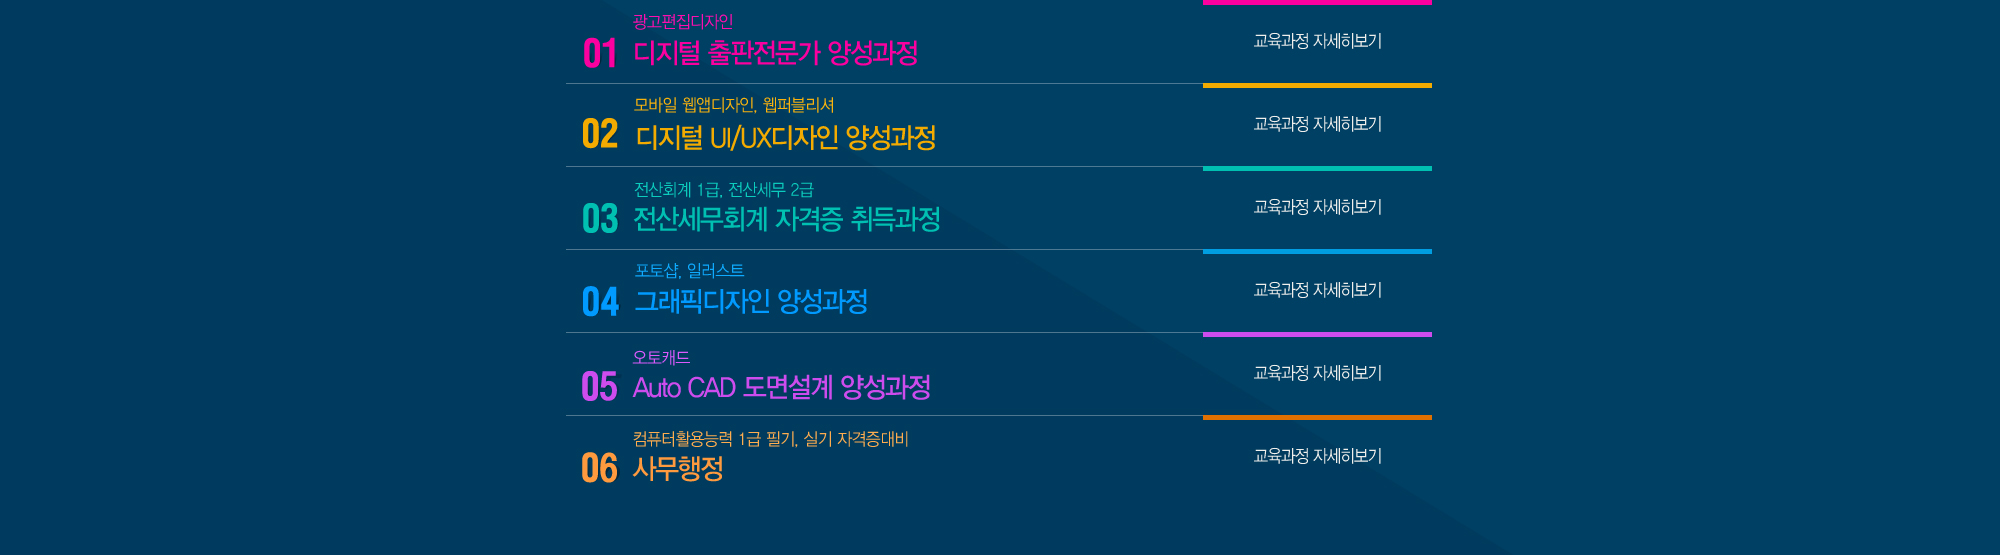 광고편집디자인
01 디지털 출판전문가 양성과정
교육과정 자세히보기
모바일 웹앱디자인, 웹퍼블리셔
02 디지털 UI/UX디자인 양성과정
교육과정 자세히보기
전산회계 1급, 전산세무 2급
03 전산세무회계 자격증 취득과정
교육과정 자세히보기
포토샵, 일러스트
04 그래픽디자인 양성과정
교육과정 자세히보기
오토캐드
05 Auto CAD 도면설계 양성과정
교육과정 자세히보기
컴퓨터활용능력 1급 필기, 실기 자격증대비
06 사무행정
교육과정 자세히보기